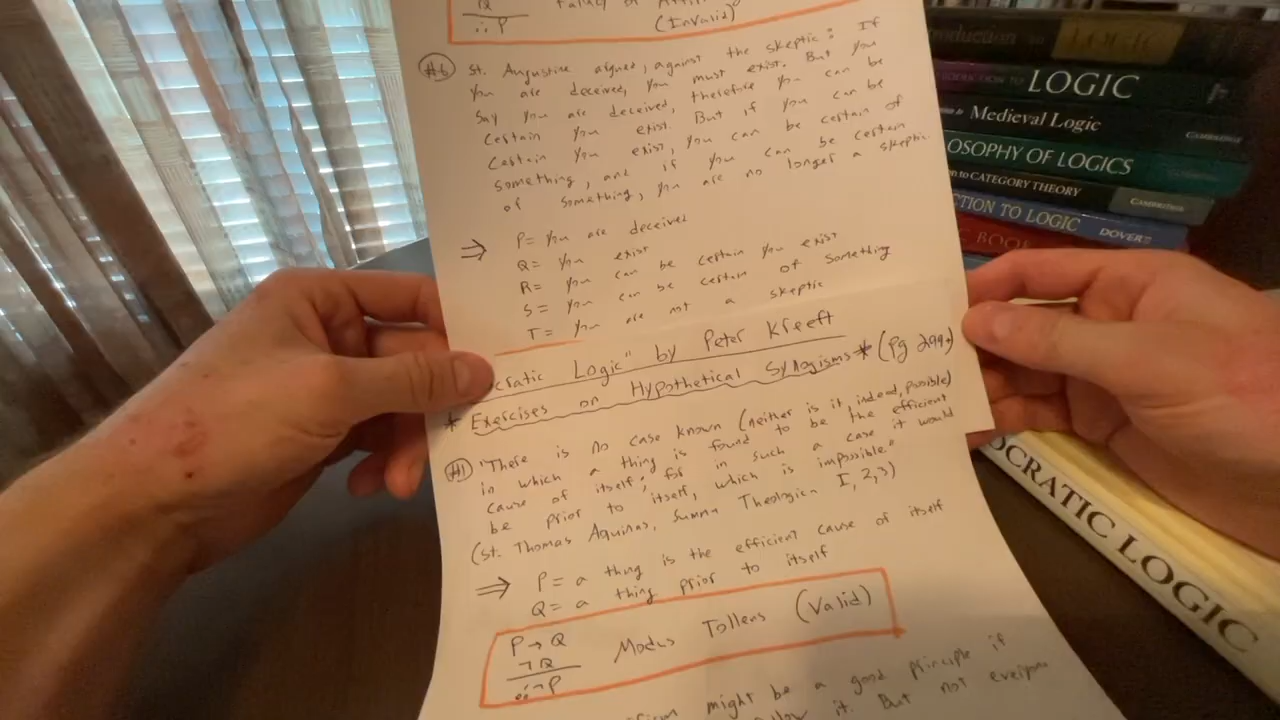 Q
∴ P
(Invalid)
#6 St. Augustine argued, against the skeptic: If
you are deceived, you must exist. But you
say you are deceived, therefore you can be
certain you exist. But if you can be
certain you exist, you can be certain of
something, and if you can be certain
of something, you are no longer a skeptic.
⇒ P= you are deceived
Q= you exist
R= you can be certain you exist
S= you can be certain of something
T= you are not a skeptic
cratic Logic" by Peter Kreeft
* Exercises on Hypothetical Syllogisms * (Pg 299)
#1 "There is no case known (neither is it, indeed, possible)
in which a thing is found to be the efficient
cause of itself; for in such a case it would
be prior to itself, which is impossible."
(St. Thomas Aquinas, Summa Theologica I, 2, 3)
⇒ P= a thing is the efficient cause of itself
Q= a thing prior to itself
P → Q
¬Q
∴ ¬P
Modus Tollens (Valid)
might be a good principle if
it. But not everyone
LOGIC
LOGIC
Medieval Logic
CAMBRIDGE
OSOPHY OF LOGICS
n to CATEGORY THEORY
CAMBRIDGE
CTION TO LOGIC
DOVER
BOO
OCRATIC LOGIC